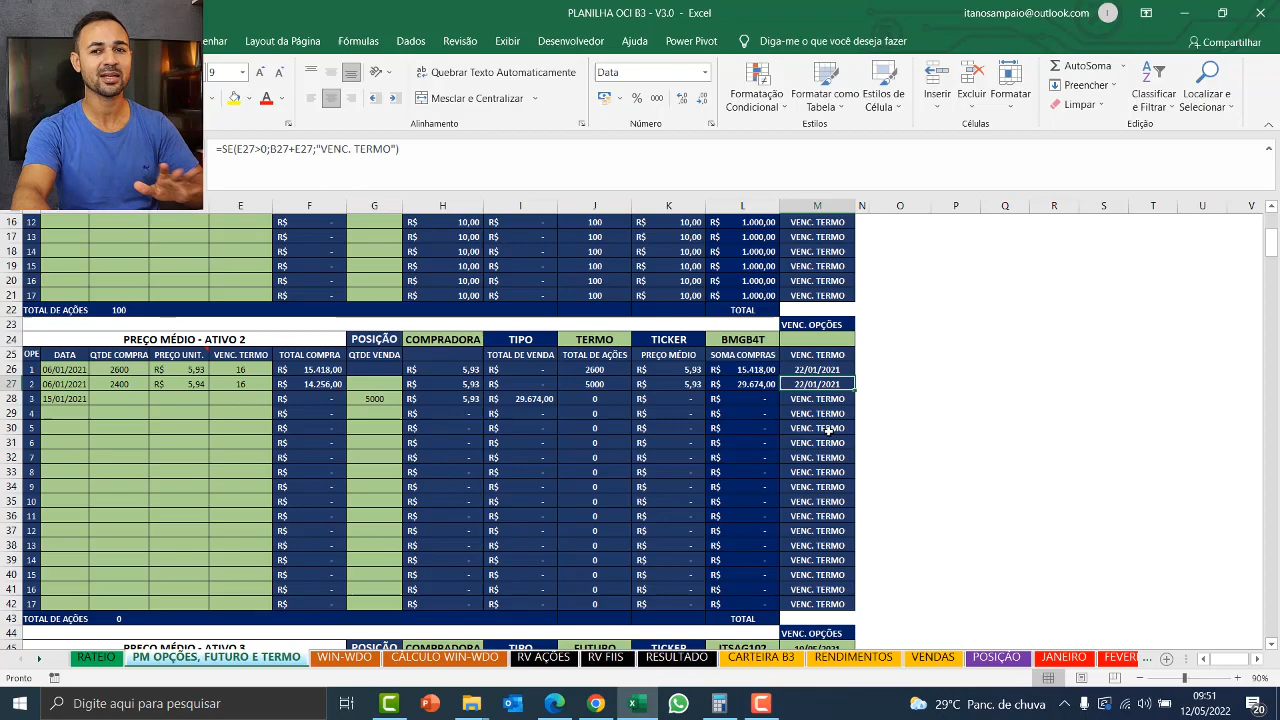 PLANILHA OCI B3 - V3.0 - Excel
itanosampaio@outlook.com
I
nhar Layout da Página Fórmulas Dados Revisão Exibir Desenvolvedor Ajuda Power Pivot Diga-me o que você deseja fazer
Compartilhar
9 Quebrar Texto Automaticamente Data AutoSoma
Preencher
Mesclar e Centralizar Formatação Condicional Formatar como Tabela Estilos de Célula Inserir Excluir Formatar Limpar Classificar e Filtrar Localizar e Selecionar
Alinhamento Número Estilos Células Edição
=SE(E27>0;B27+E27;"VENC. TERMO")
E F G H I J K L M N O P Q R S T U V
16 12 R$ - R$ 10,00 R$ - 100 R$ 10,00 R$ 1.000,00 VENC. TERMO
17 13 R$ - R$ 10,00 R$ - 100 R$ 10,00 R$ 1.000,00 VENC. TERMO
18 14 R$ - R$ 10,00 R$ - 100 R$ 10,00 R$ 1.000,00 VENC. TERMO
19 15 R$ - R$ 10,00 R$ - 100 R$ 10,00 R$ 1.000,00 VENC. TERMO
20 16 R$ - R$ 10,00 R$ - 100 R$ 10,00 R$ 1.000,00 VENC. TERMO
21 17 R$ - R$ 10,00 R$ - 100 R$ 10,00 R$ 1.000,00 VENC. TERMO
22 TOTAL DE AÇÕES 100 TOTAL
23 VENC. OPÇÕES
24 PREÇO MÉDIO - ATIVO 2 POSIÇÃO COMPRADORA TIPO TERMO TICKER BMGB4T
25 OPE DATA QTDE COMPRA PREÇO UNIT. VENC. TERMO TOTAL COMPRA QTDE VENDA TOTAL DE VENDA TOTAL DE AÇÕES PREÇO MÉDIO SOMA COMPRAS VENC. TERMO
26 1 06/01/2021 2600 R$ 5,93 16 R$ 15.418,00 R$ 5,93 R$ - 2600 R$ 5,93 R$ 15.418,00 22/01/2021
27 2 06/01/2021 2400 R$ 5,94 16 R$ 14.256,00 R$ 5,93 R$ - 5000 R$ 5,93 R$ 29.674,00 22/01/2021
28 3 15/01/2021 R$ - 5000 R$ 5,93 R$ 29.674,00 0 R$ - R$ - VENC. TERMO
29 4 R$ - R$ - R$ - 0 R$ - R$ - VENC. TERMO
30 5 R$ - R$ - R$ - 0 R$ - R$ - VENC. TERMO
31 6 R$ - R$ - R$ - 0 R$ - R$ - VENC. TERMO
32 7 R$ - R$ - R$ - 0 R$ - R$ - VENC. TERMO
33 8 R$ - R$ - R$ - 0 R$ - R$ - VENC. TERMO
34 9 R$ - R$ - R$ - 0 R$ - R$ - VENC. TERMO
35 10 R$ - R$ - R$ - 0 R$ - R$ - VENC. TERMO
36 11 R$ - R$ - R$ - 0 R$ - R$ - VENC. TERMO
37 12 R$ - R$ - R$ - 0 R$ - R$ - VENC. TERMO
38 13 R$ - R$ - R$ - 0 R$ - R$ - VENC. TERMO
39 14 R$ - R$ - R$ - 0 R$ - R$ - VENC. TERMO
40 15 R$ - R$ - R$ - 0 R$ - R$ - VENC. TERMO
41 16 R$ - R$ - R$ - 0 R$ - R$ - VENC. TERMO
42 17 R$ - R$ - R$ - 0 R$ - R$ - VENC. TERMO
43 TOTAL DE AÇÕES 0 TOTAL
44 VENC. OPÇÕES
45 PREÇO MÉDIO - ATIVO 3 POSIÇÃO COMPRADORA TIPO FUTURO TICKER ITSAG102 19/05/2021
RATEIO PM OPÇÕES, FUTURO E TERMO WIN-WDO CÁLCULO WIN-WDO RV AÇÕES RV FIIS RESULTADO CARTEIRA B3 RENDIMENTOS VENDAS POSIÇÃO JANEIRO FEVER ...
Pronto 90%
Digite aqui para pesquisar 29°C Panc. de chuva 09:51
12/05/2022
20